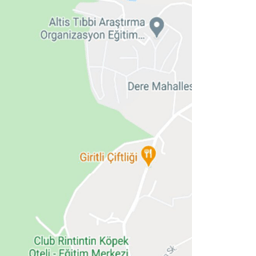 Altis Tıbbi Araştırma
Organizasyon Eğitim...
Dere Mahalles
Giritli Çiftliği
Club Rintintin Köpek
Oteli - Eğitim Merkezi